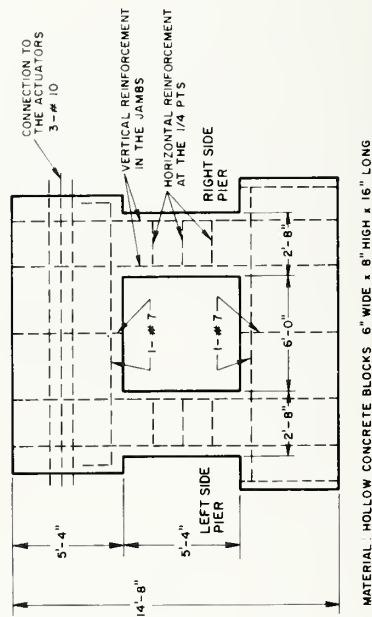 CONNECTION TO
THE ACTUATORS
3-# 10
VERTICAL REINFORCEMENT
IN THE JAMBS
HORIZONTAL REINFORCEMENT
AT THE 1/4 PTS
RIGHT SIDE
PIER
LEFT SIDE
PIER
1-#7
1-#7
2'-8"
6'-0"
2'-8"
5'-4"
5'-4"
14'-8"
MATERIAL: HOLLOW CONCRETE BLOCKS 6" WIDE x 8" HIGH x 16" LONG